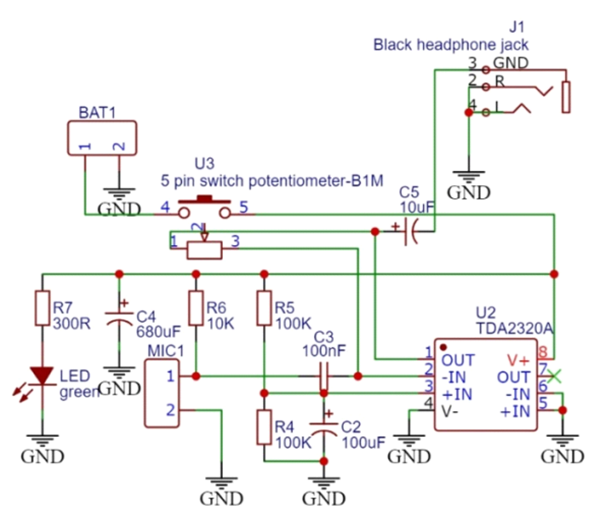 J1
Black headphone jack
3 GND
2 R
4 L
BAT1
1 2
GND
U3
5 pin switch potentiometer-B1M
4 5
2
1 3
C5
10uF
+
GND
R7
300R
+
C4
680uF
R6
10K
R5
100K
C3
100nF
U2
TDA2320A
LED
green
GND
MIC1
1
2
R4
100K
+
C2
100uF
1 OUT V+ 8
2 -IN OUT 7
3 +IN -IN 6
4 V- +IN 5
GND
GND
GND
GND
GND